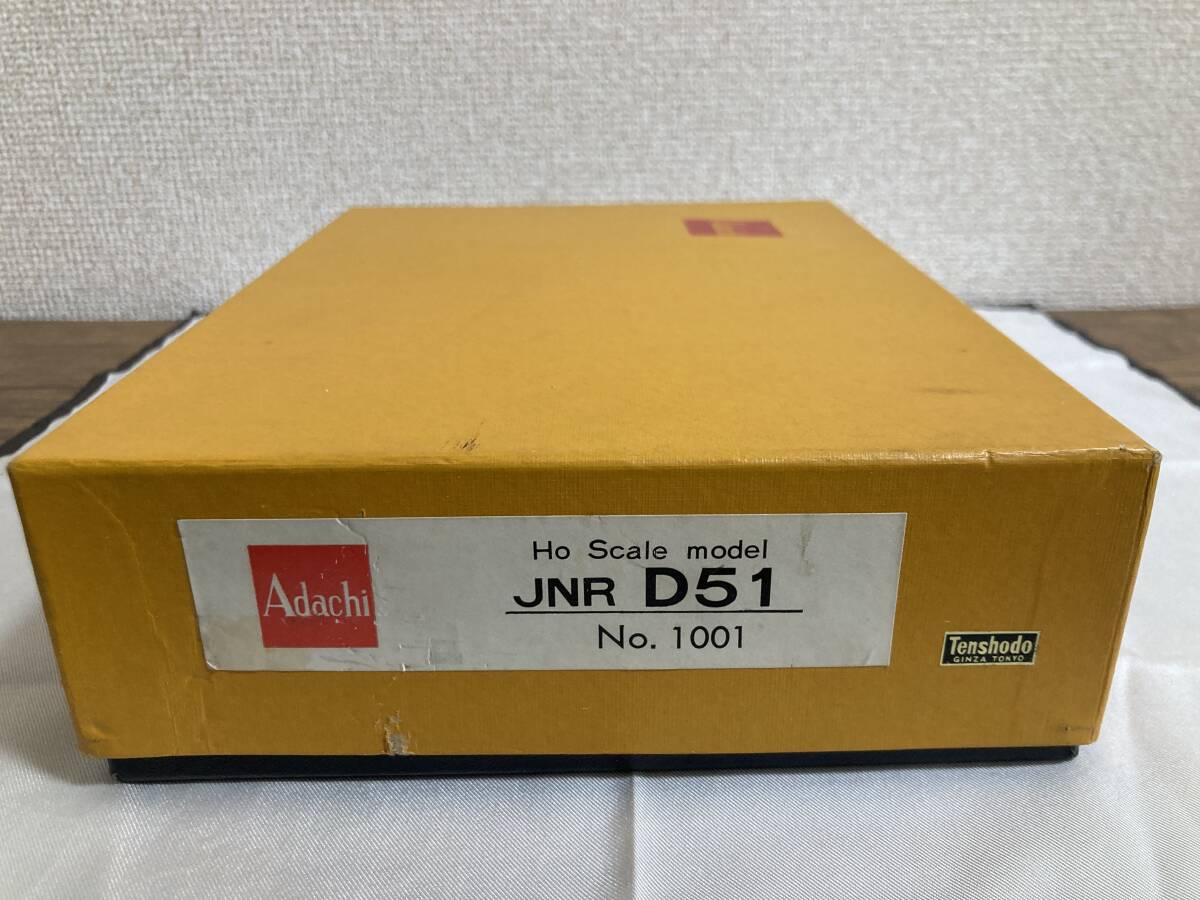 Adachi
Ho Scale model
JNR D51
No. 1001
Tenshodo
GINZA TOKYO